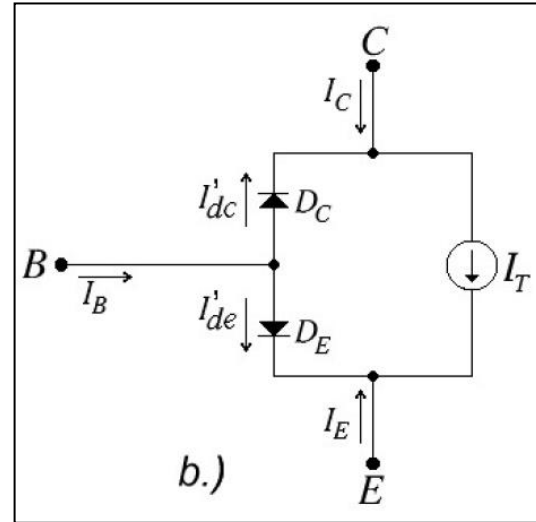 C
I_C
I'_dc
D_C
B
I_B
I_T
I'_de
D_E
I_E
b.)
E